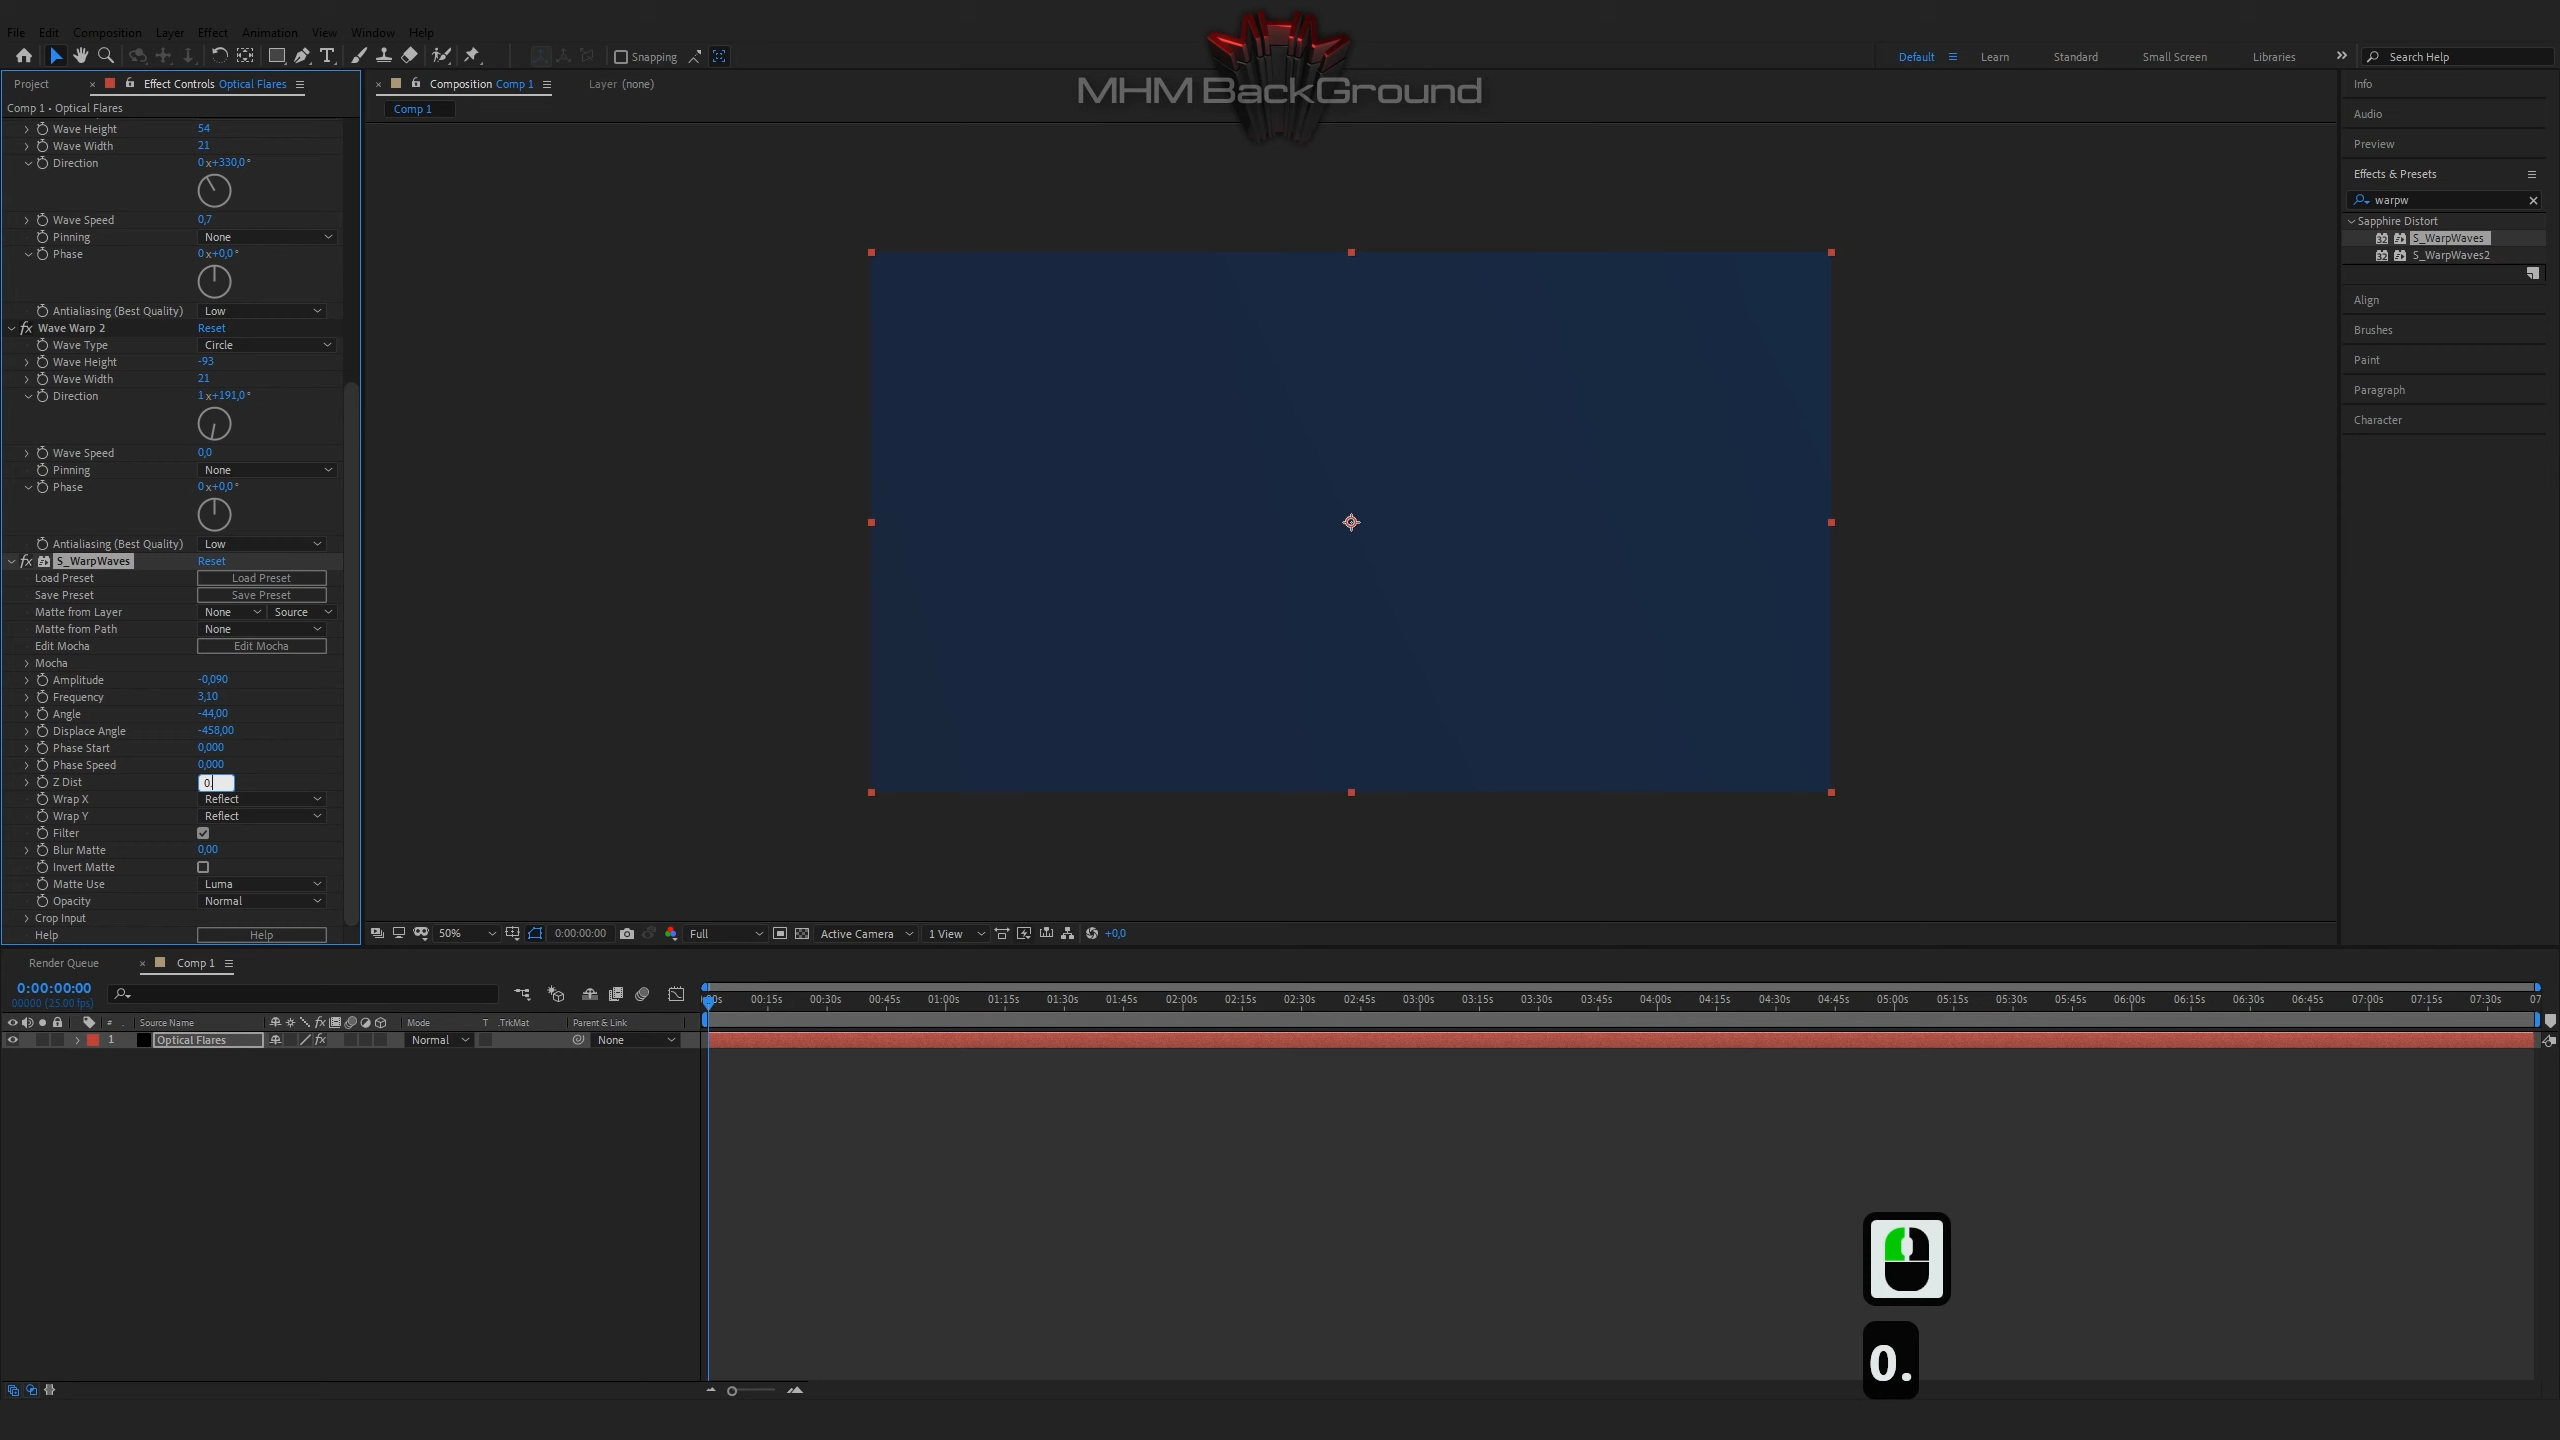 MHM BackGround
File Edit Composition Layer Effect Animation View Window Help
Snapping
Default Learn Standard Small Screen Libraries Search Help
Project Effect Controls Optical Flares
Comp 1 • Optical Flares
Wave Height 54
Wave Width 21
Direction 0x+330,0°
Wave Speed 0,7
Pinning None
Phase 0x+0,0°
Antialiasing (Best Quality) Low
fx Wave Warp 2 Reset
Wave Type Circle
Wave Height -93
Wave Width 21
Direction 1x+191,0°
Wave Speed 0,0
Pinning None
Phase 0x+0,0°
Antialiasing (Best Quality) Low
fx S_WarpWaves Reset
Load Preset Load Preset
Save Preset Save Preset
Matte from Layer None Source
Matte from Path None
Edit Mocha Edit Mocha
Mocha
Amplitude -0,090
Frequency 3,10
Angle -44,00
Displace Angle -458,00
Phase Start 0,000
Phase Speed 0,000
Z Dist 0
Wrap X Reflect
Wrap Y Reflect
Filter
Blur Matte 0,00
Invert Matte
Matte Use Luma
Opacity Normal
Crop Input
Help Help
Composition Comp 1 Layer (none)
Comp 1
50% 0:00:00:00 Full Active Camera 1 View +0,0
Info
Audio
Preview
Effects & Presets
warpw
Sapphire Distort
32 S_WarpWaves
32 S_WarpWaves2
Align
Brushes
Paint
Paragraph
Character
Render Queue Comp 1
0:00:00:00
00000 (25.00 fps)
00:15s 00:30s 00:45s 01:00s 01:15s 01:30s 01:45s 02:00s 02:15s 02:30s 02:45s 03:00s 03:15s 03:30s 03:45s 04:00s 04:15s 04:30s 04:45s 05:00s 05:15s 05:30s 05:45s 06:00s 06:15s 06:30s 06:45s 07:00s 07:15s 07:30s 07
# Source Name fx Mode T .TrkMat Parent & Link
1 Optical Flares fx Normal None
0.